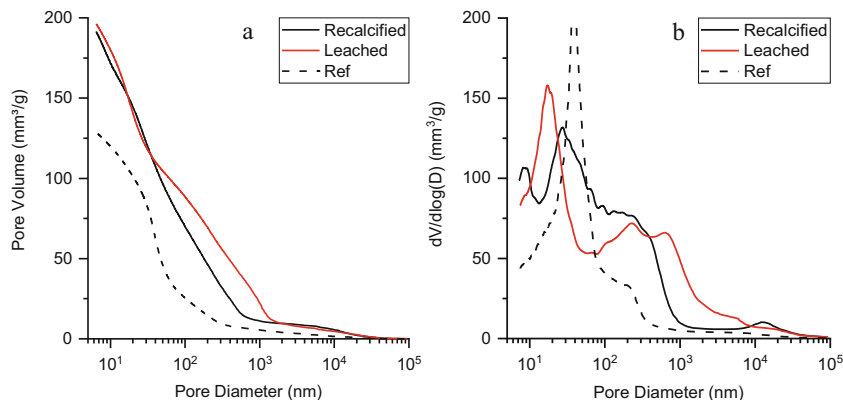 a
Recalcified
Leached
Ref
Pore Volume (mm³/g)
200
150
100
50
0
10¹ 10² 10³ 10⁴ 10⁵
Pore Diameter (nm)
b
Recalcified
Leached
Ref
dV/dlog(D) (mm³/g)
200
150
100
50
0
10¹ 10² 10³ 10⁴ 10⁵
Pore Diameter (nm)